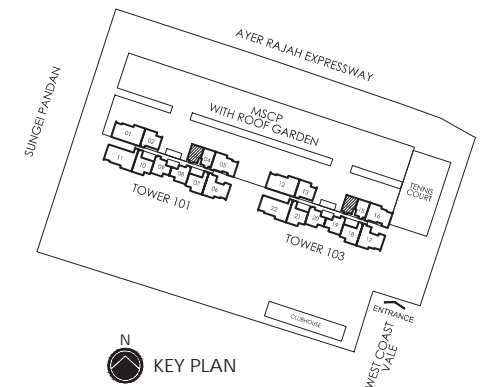 AYER RAJAH EXPRESSWAY
SUNGEI PANDAN
MSCP
WITH ROOF GARDEN
TENNIS
COURT
01
02
04
05
11
10
09
08
07
06
TOWER 101
12
13
15
16
22
21
20
19
18
17
TOWER 103
CLUBHOUSE
ENTRANCE
WEST COAST
VALE
N
KEY PLAN